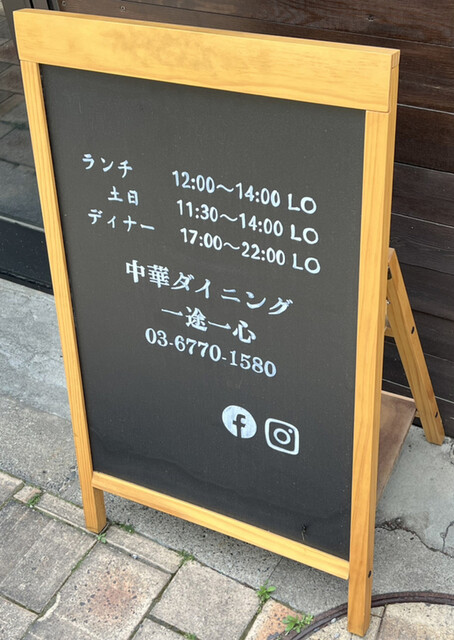 ランチ 12:00〜14:00 LO
土日 11:30〜14:00 LO
ディナー 17:00〜22:00 LO
中華ダイニング
一途一心
03-6770-1580